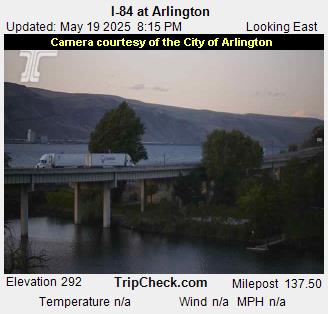 I-84 at Arlington
Updated: May 19 2025 8:15 PM Looking East
Camera courtesy of the City of Arlington
Elevation 292 TripCheck.com Milepost 137.50
Temperature n/a Wind n/a MPH n/a